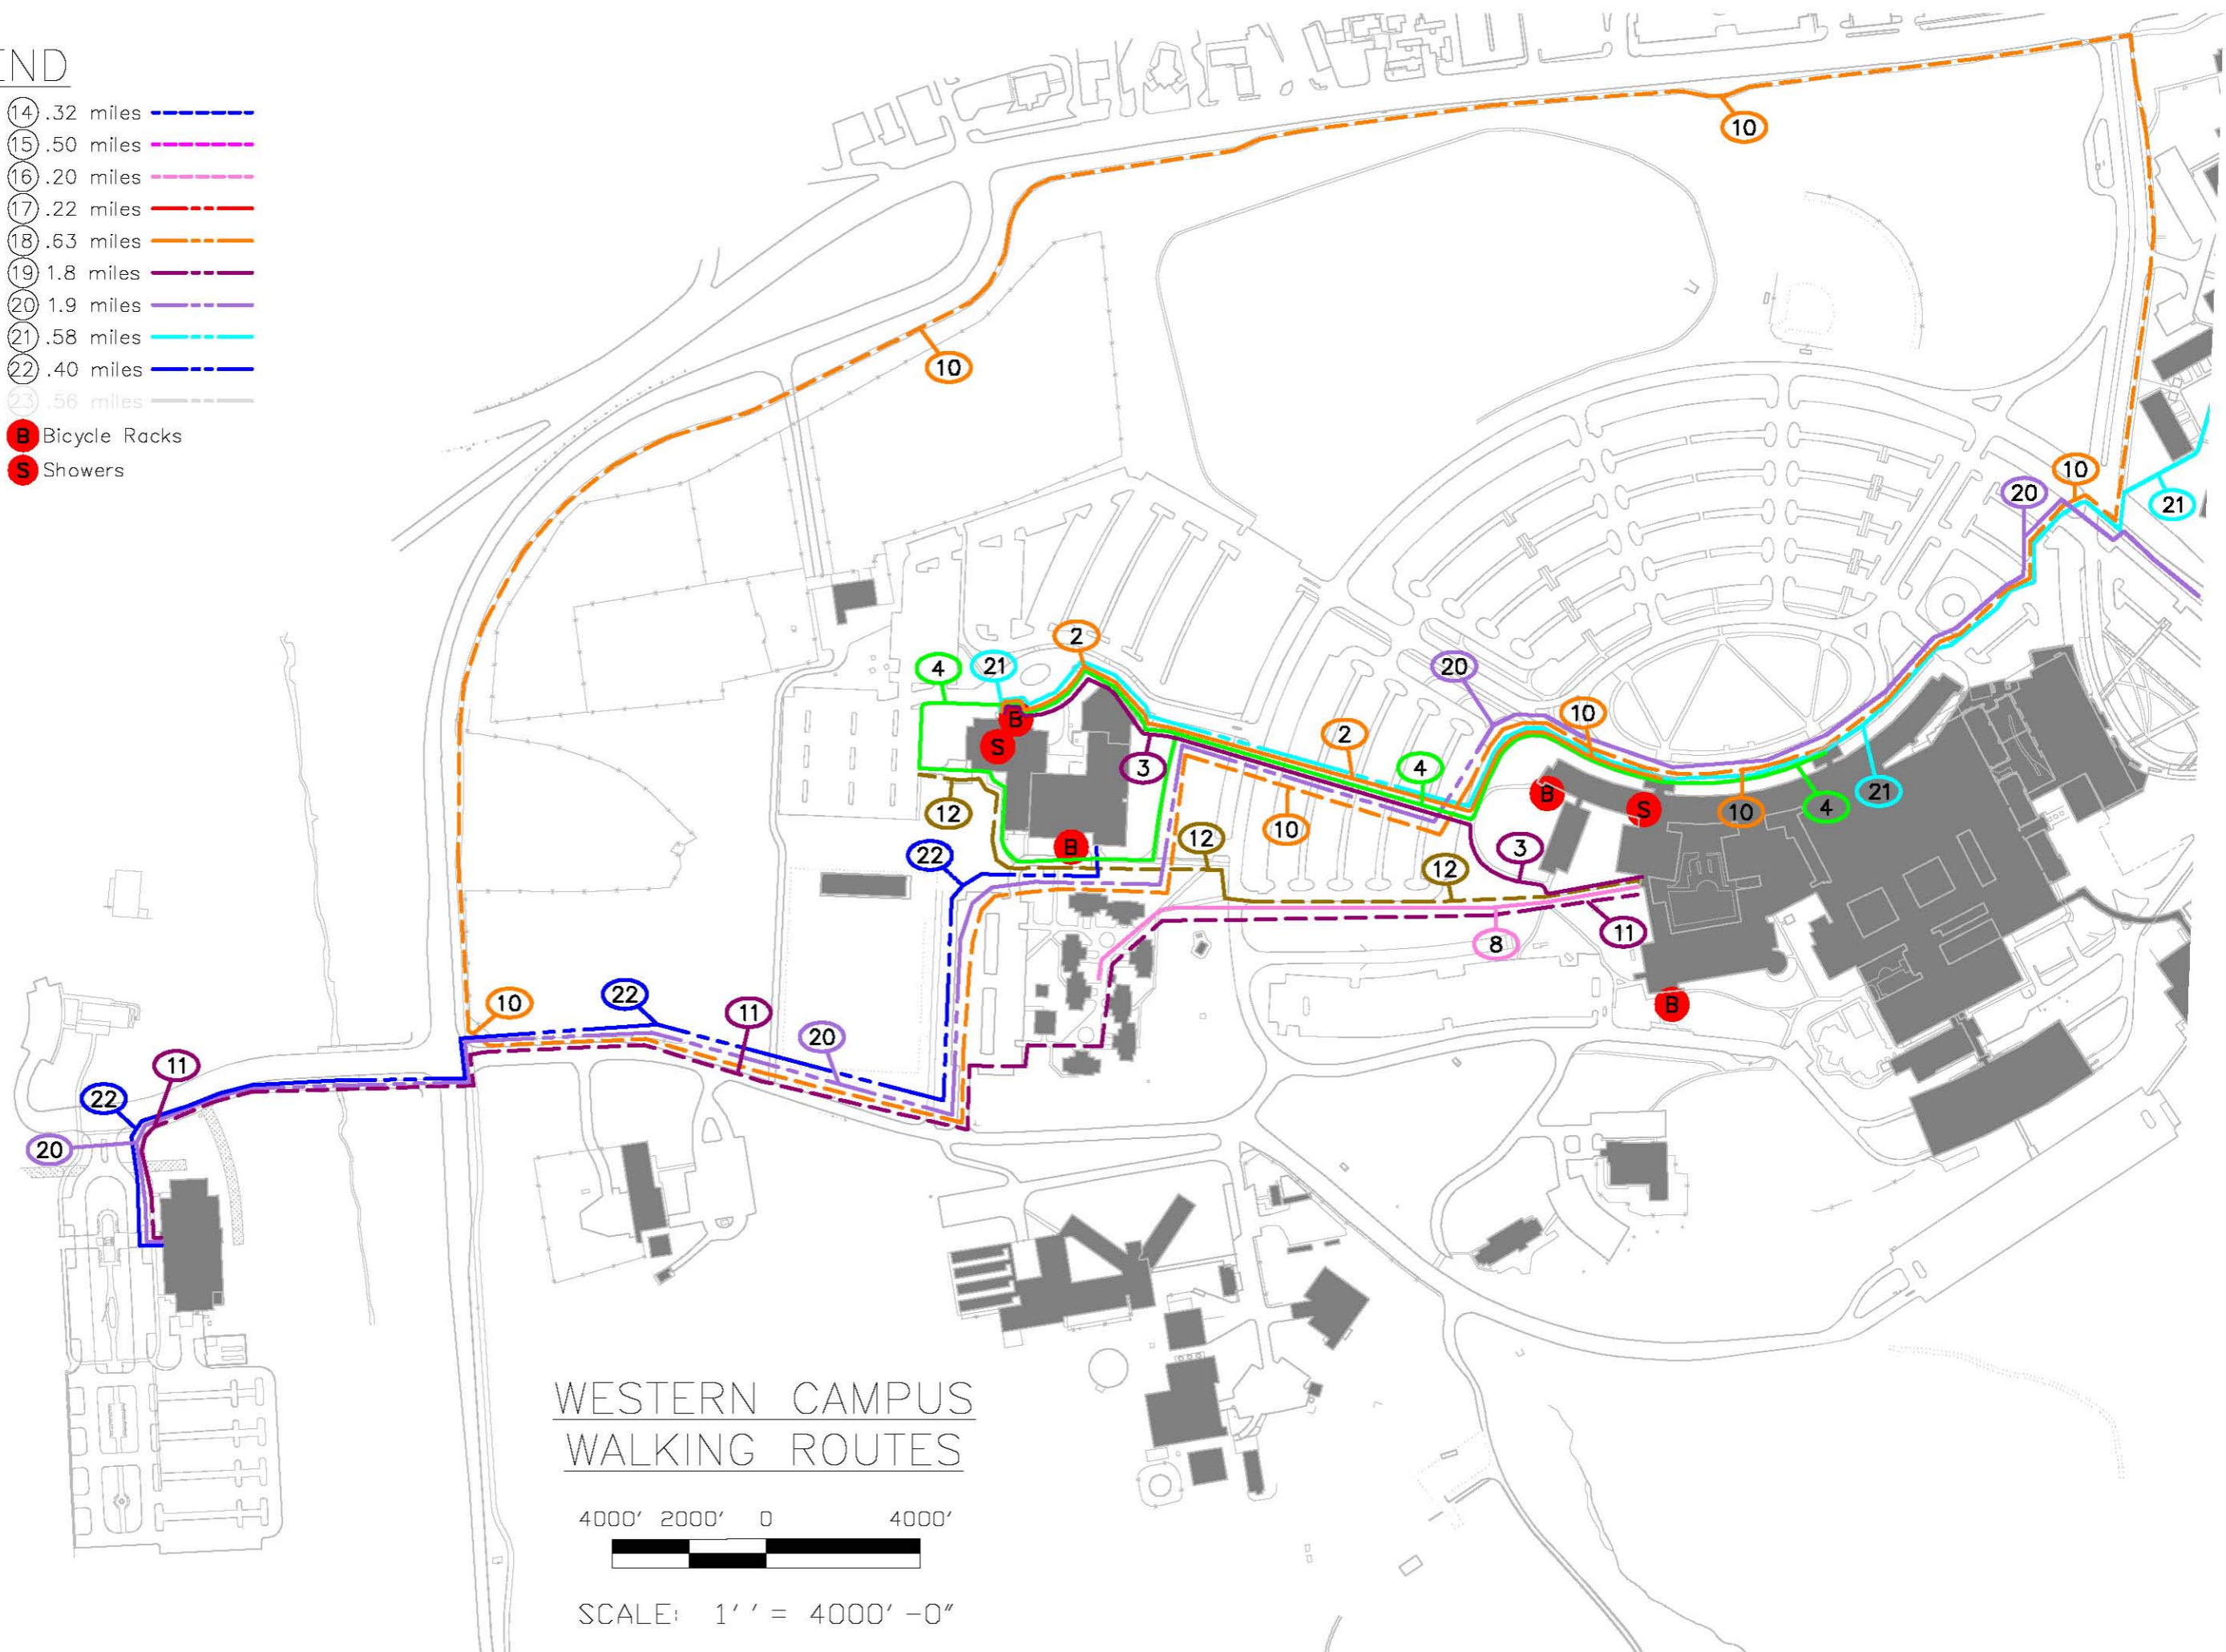 END
14 .32 miles
15 .50 miles
16 .20 miles
17 .22 miles
18 .63 miles
19 1.8 miles
20 1.9 miles
21 .58 miles
22 .40 miles
23 .56 miles
B Bicycle Racks
S Showers
10
10
10
20
21
2
4
21
20
10
2
3
4
B
S
12
10
B
S
10
4
21
22
B
12
12
3
8
11
B
10
22
11
20
11
22
20
WESTERN CAMPUS
WALKING ROUTES
4000' 2000' 0 4000'
SCALE: 1'' = 4000'-0"